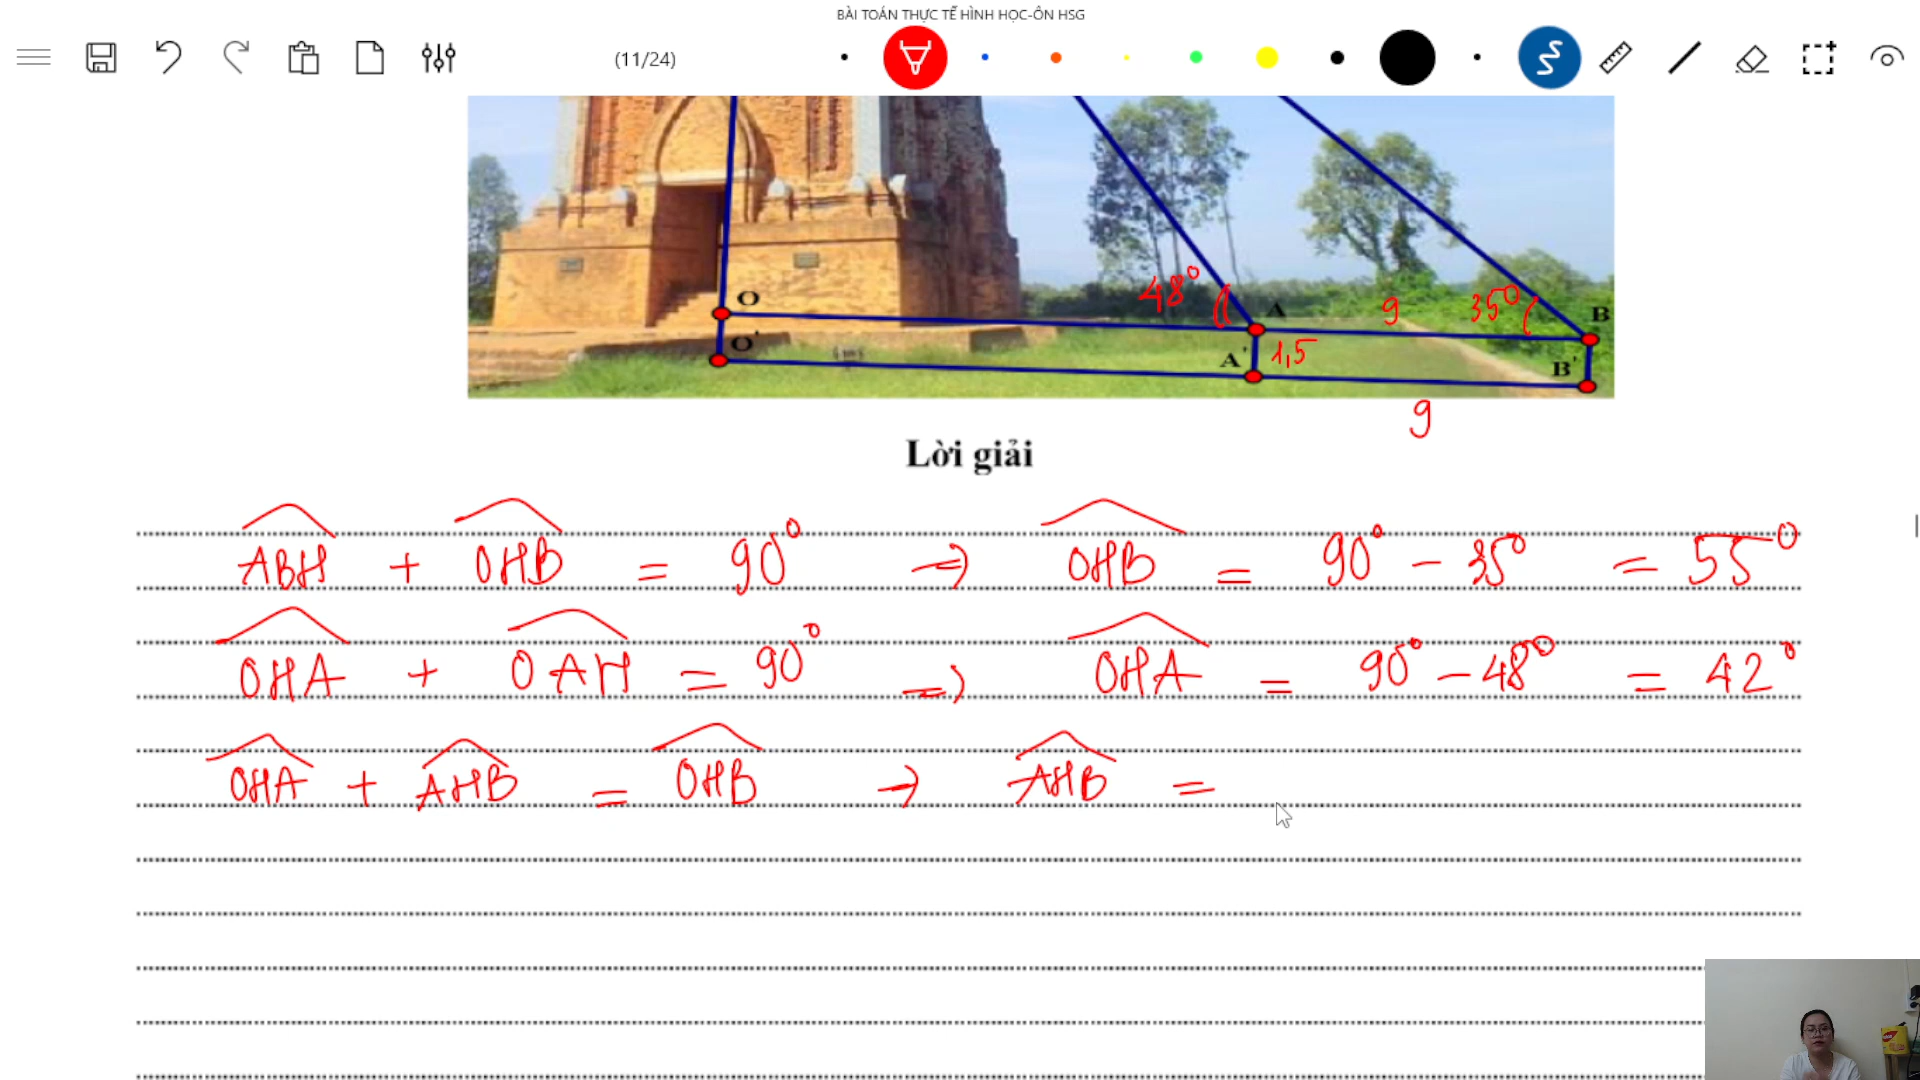 BÀI TOÁN THỰC TẾ HÌNH HỌC-ÔN HSG
(11/24)
48° 9 35° B
O A
O' A' 1,5 B'
9
Lời giải
ABH + OHB = 90° => OHB = 90° - 35° = 55°
OHA + OAH = 90° => OHA = 90° - 48° = 42°
OHA + AHB = OHB → AHB =